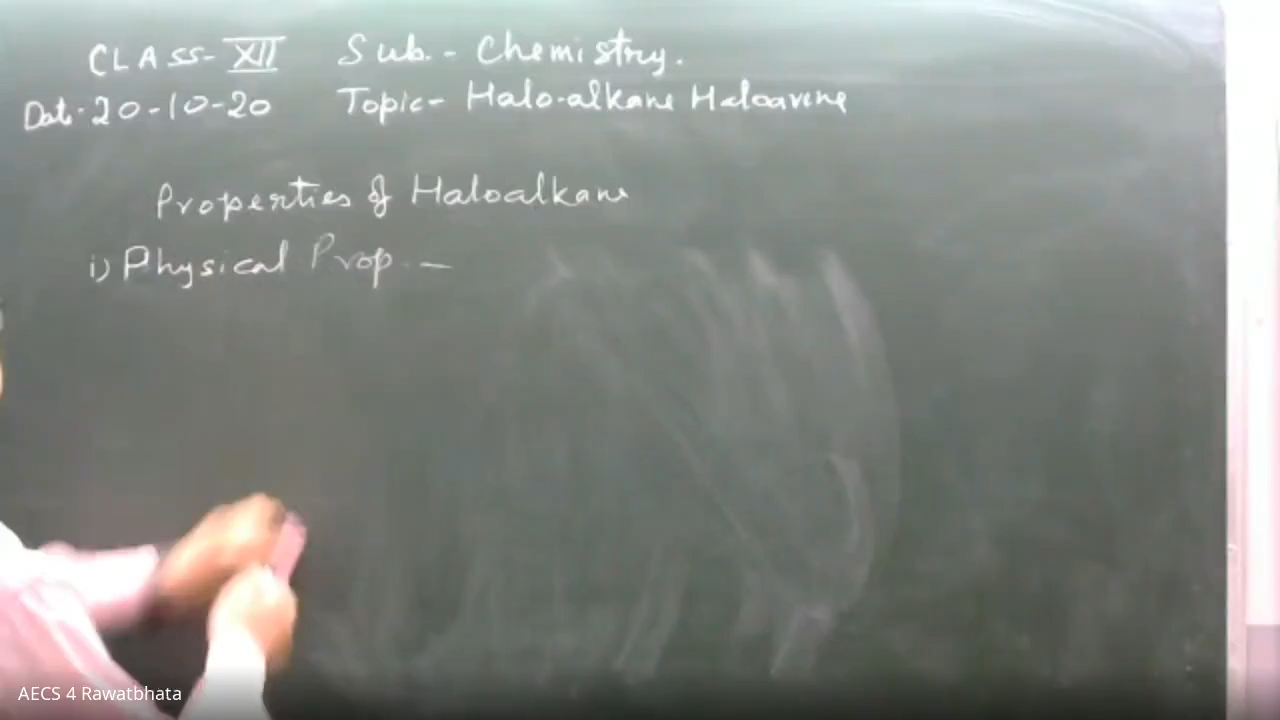 CLASS-XII Sub.- Chemistry.
Date-20-10-20 Topic- Halo-alkane Haloarene
Properties of Haloalkane
i) Physical Prop. -
AECS 4 Rawatbhata